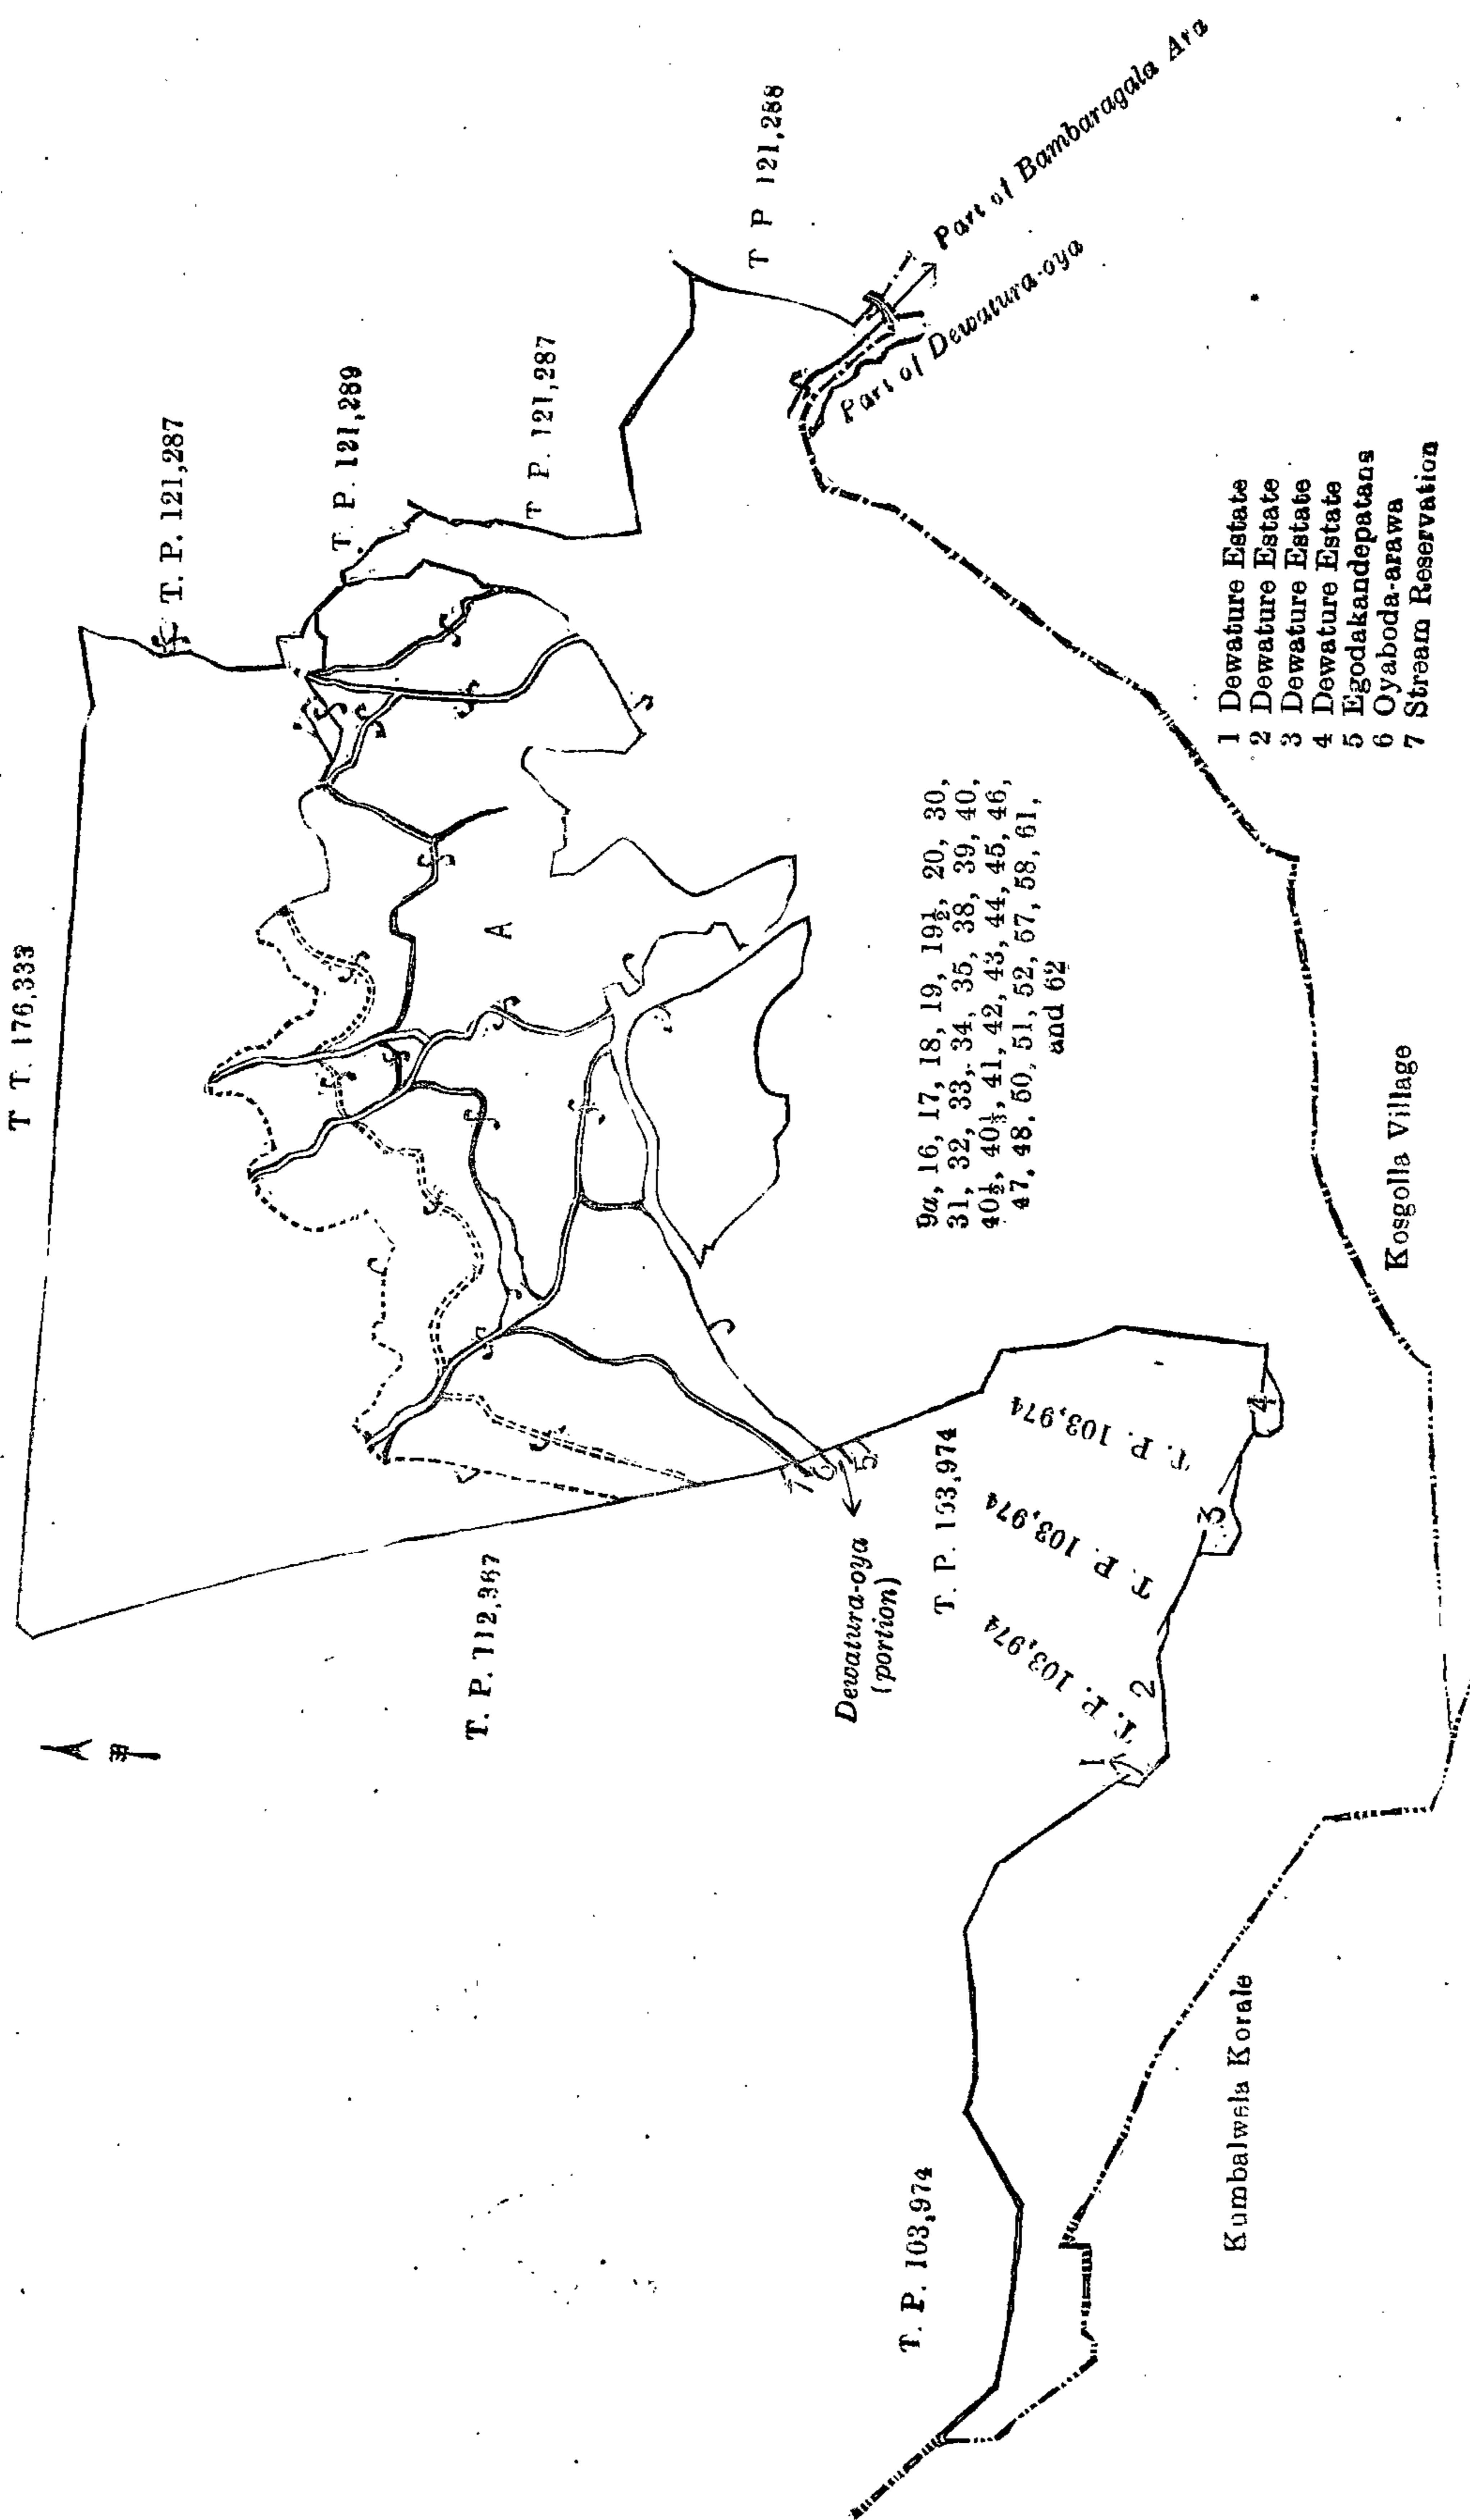 T T. 176,333
T. P. 121,287
T. P. 121,289
T P. 121,287
T P 121,288
Part of Bambaragala Ara
Part of Dewatura-oya
A
T. P. 112,367
Dewatura-oya
(portion)
7
6
5
T. P. 103,974
T. P. 103,974
T. P. 103,974
T. P. 103,974
T. P. 103,974
1
2
3
4
9a, 16, 17, 18, 19, 19½, 20, 30,
31, 32, 33, 34, 35, 38, 39, 40,
40½, 40⅓, 41, 42, 43, 44, 45, 46,
47, 48, 50, 51, 52, 57, 58, 61,
and 62
1 Dewature Estate
2 Dewature Estate
3 Dewature Estate
4 Dewature Estate
5 Egodakandepatana
6 Oyaboda-arawa
7 Stream Reservation
Kosgolla Village
Kumbalwela Korale